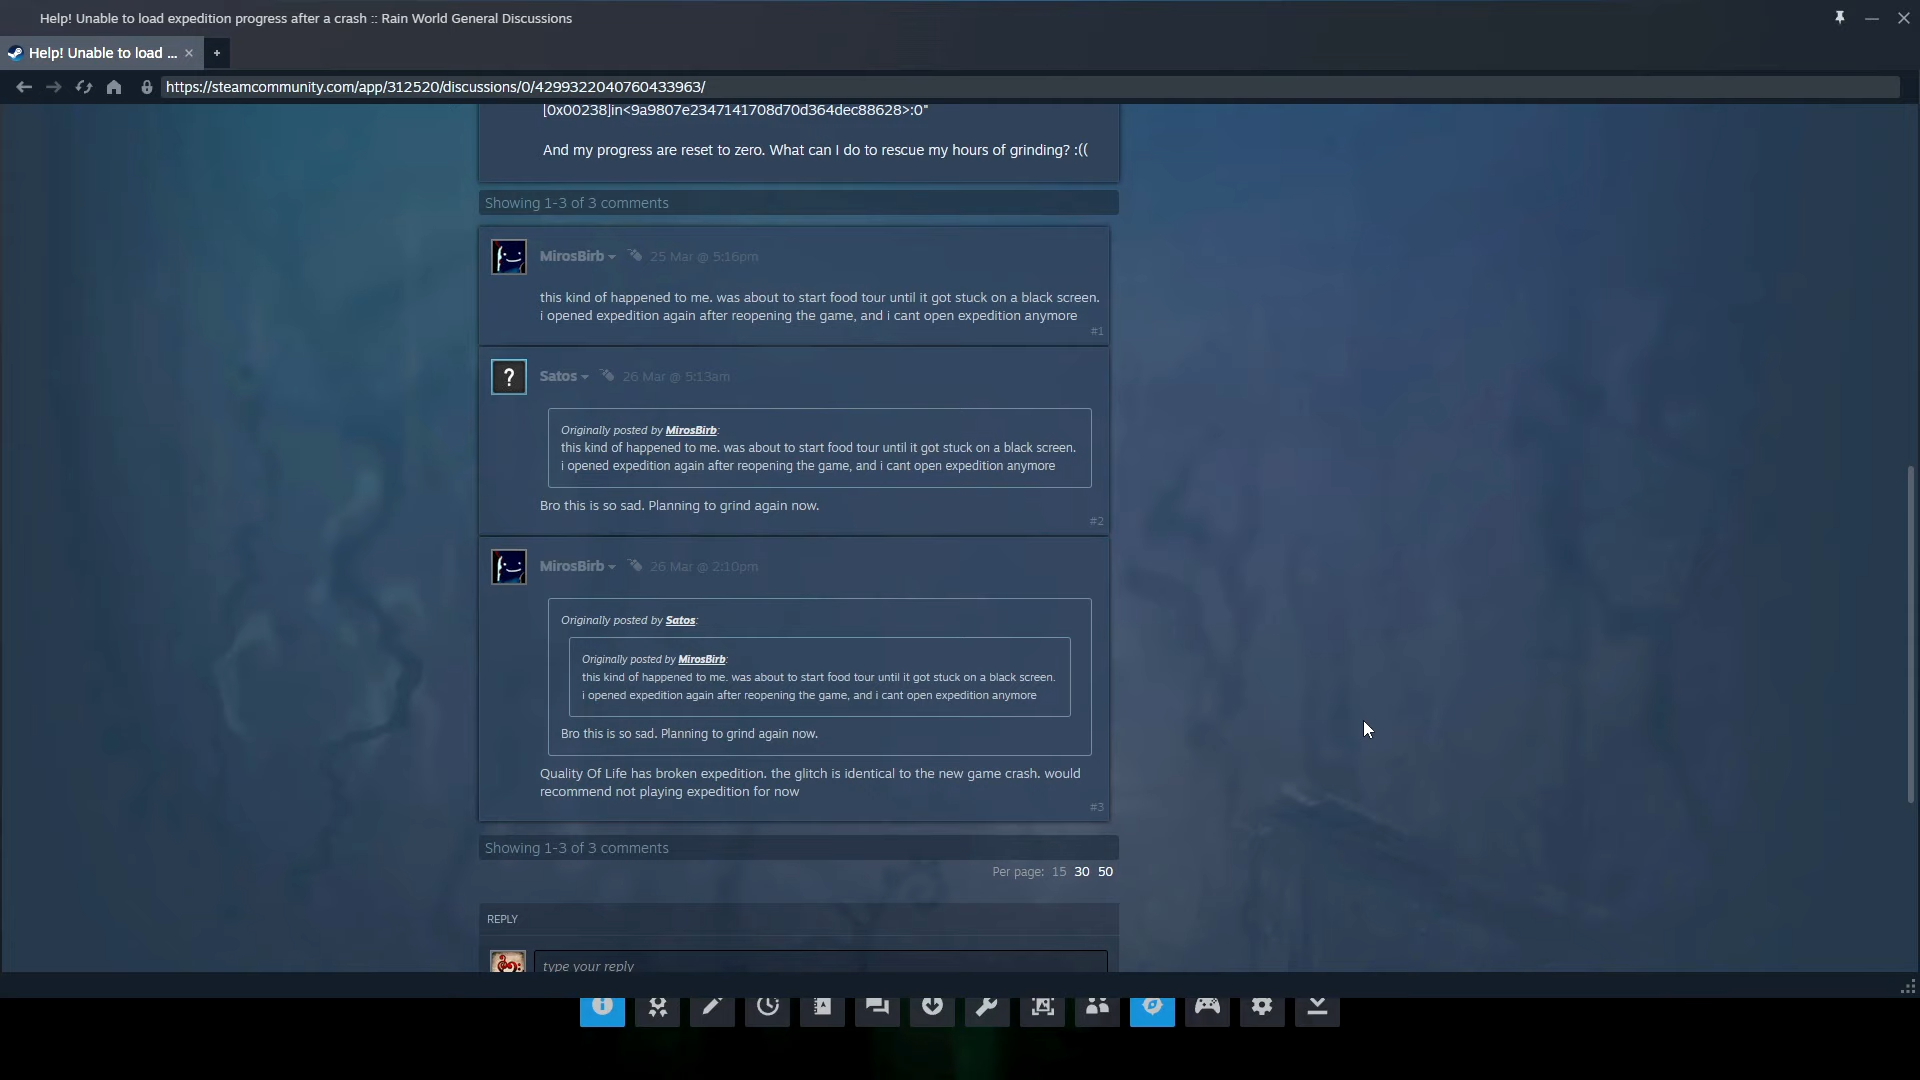 Help! Unable to load expedition progress after a crash :: Rain World General Discussions
Help! Unable to load ...
https://steamcommunity.com/app/312520/discussions/0/4299322040760433963/
[0x00238]in<9a9807e2347141708d70d364dec88628>:0"
And my progress are reset to zero. What can I do to rescue my hours of grinding? :((
Showing 1-3 of 3 comments
MirosBirb 25 Mar @ 5:16pm
this kind of happened to me. was about to start food tour until it got stuck on a black screen.
i opened expedition again after reopening the game, and i cant open expedition anymore
#1
? Satos 26 Mar @ 5:13am
Originally posted by MirosBirb:
this kind of happened to me. was about to start food tour until it got stuck on a black screen.
i opened expedition again after reopening the game, and i cant open expedition anymore
Bro this is so sad. Planning to grind again now.
#2
MirosBirb 26 Mar @ 2:10pm
Originally posted by Satos:
Originally posted by MirosBirb:
this kind of happened to me. was about to start food tour until it got stuck on a black screen.
i opened expedition again after reopening the game, and i cant open expedition anymore
Bro this is so sad. Planning to grind again now.
Quality Of Life has broken expedition. the glitch is identical to the new game crash. would
recommend not playing expedition for now
#3
Showing 1-3 of 3 comments
Per page: 15 30 50
REPLY
type your reply